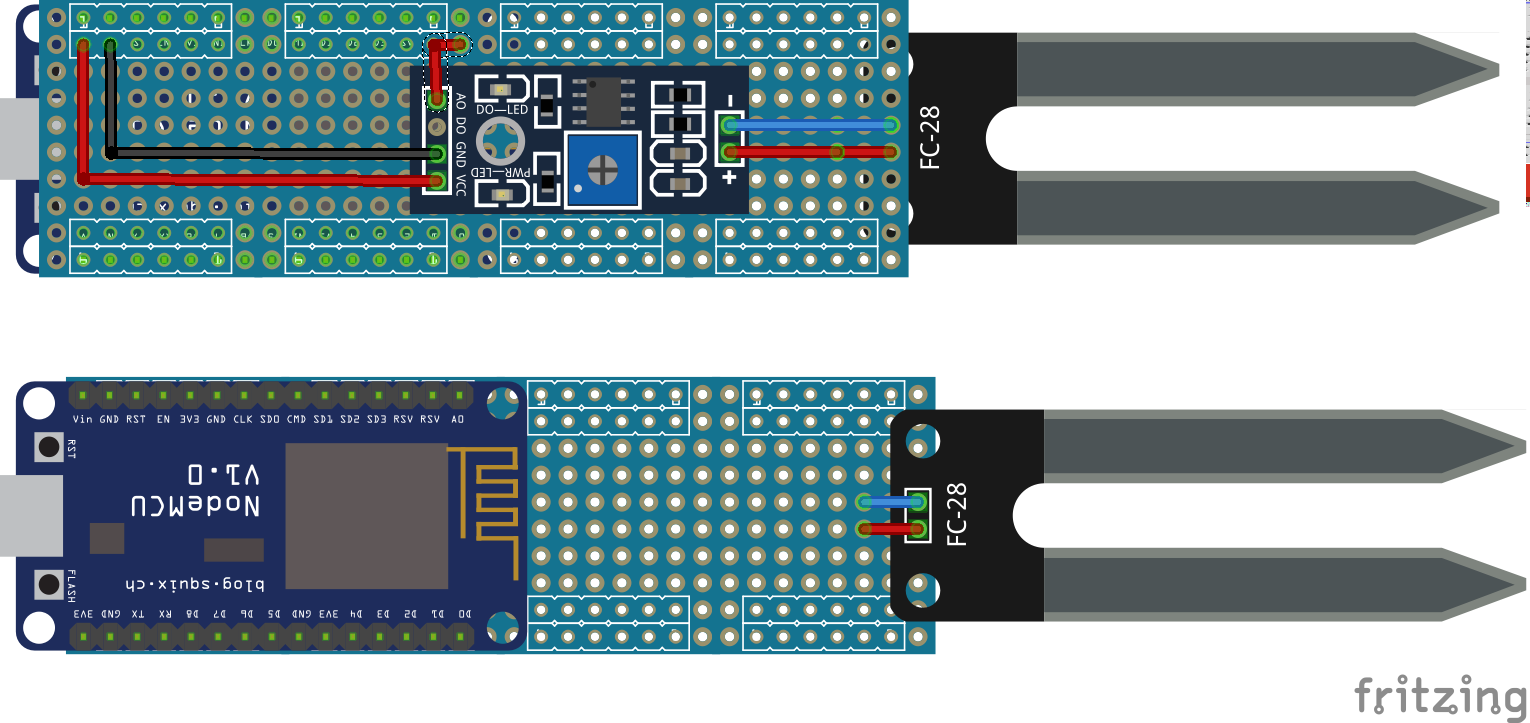 AO DO GND VCC
DO—LED
PWR—LED
-
+
FC-28
Vin GND RST EN 3V3 GND CLK SD0 CMD SD1 SD2 SD3 RSV RSV A0
RST
V1.0
NodeMCU
blog.squix.ch
FLASH
3V3 GND TX RX D8 D7 D6 D5 GND 3V3 D4 D3 D2 D1 D0
FC-28
fritzing